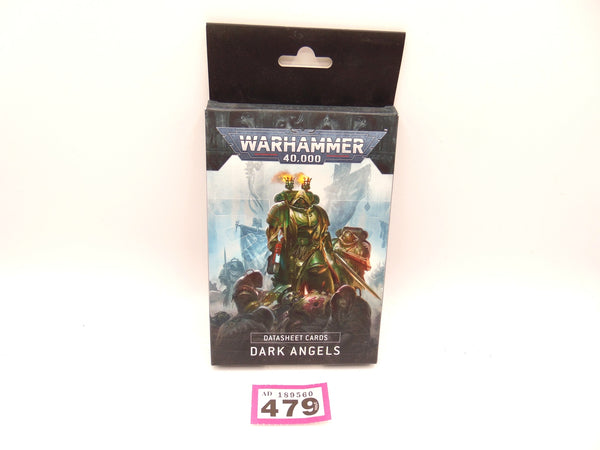 WARHAMMER
40,000
DATASHEET CARDS
DARK ANGELS
AD 189560
479